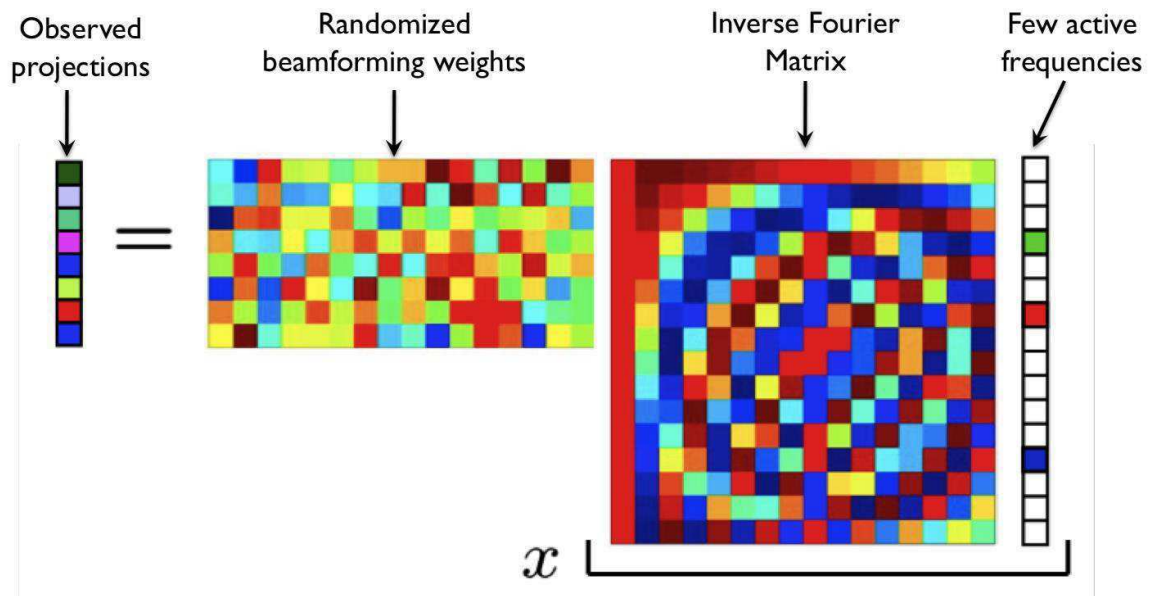 Observed
projections
Randomized
beamforming weights
Inverse Fourier
Matrix
Few active
frequencies
=
x